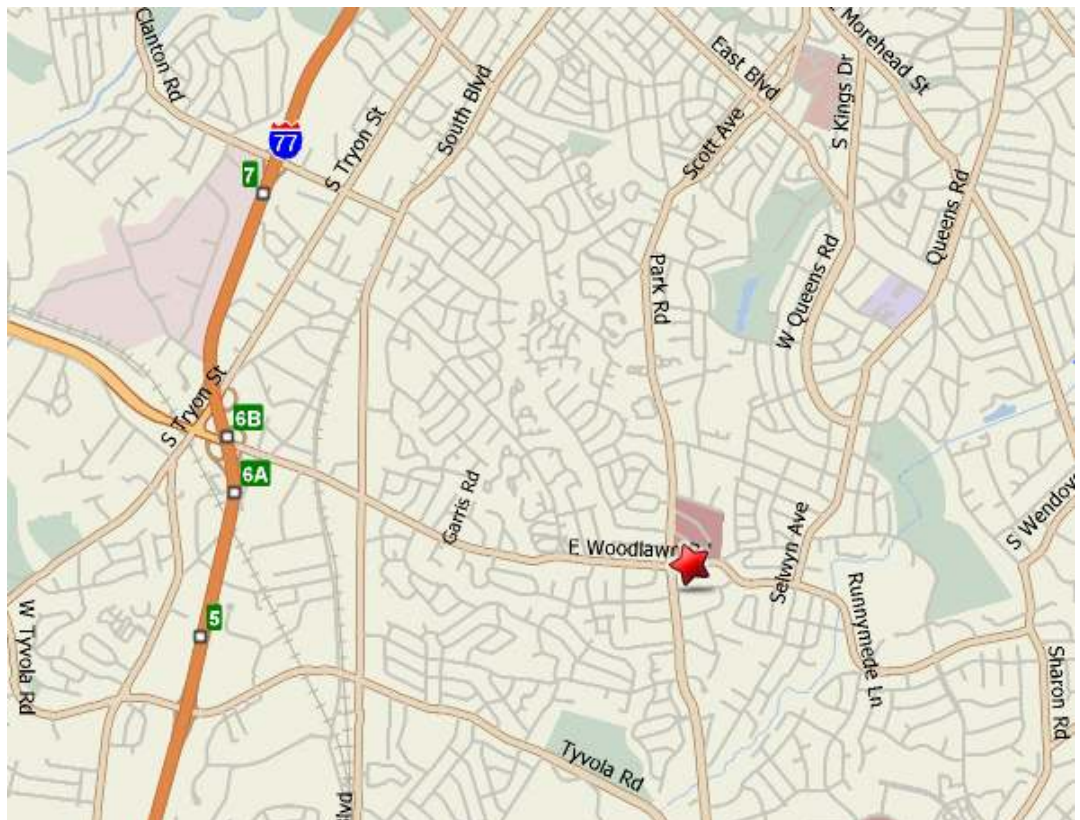 Clanton Rd
77
7
S Tryon St
South Blvd
East Blvd
E Morehead St
S Kings Dr
Scott Ave
Queens Rd
Park Rd
W Queens Rd
S Tryon St
6B
6A
Garris Rd
E Woodlawn
Selwyn Ave
S Wendov
Runnymede Ln
5
W Tyvola Rd
Sharon Rd
Tyvola Rd
lvd